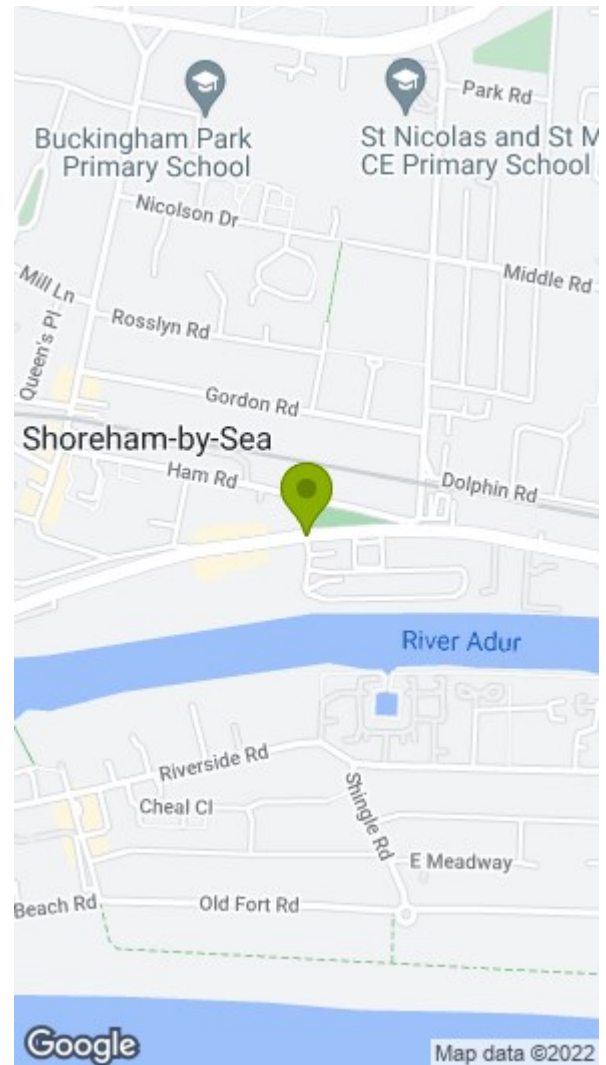 Park Rd
Buckingham Park
Primary School
St Nicolas and St M
CE Primary School
Nicolson Dr
Middle Rd
Mill Ln
Queen's Pl
Rosslyn Rd
Gordon Rd
Shoreham-by-Sea
Ham Rd
Dolphin Rd
River Adur
Riverside Rd
Cheal Cl
Shingle Rd
E Meadway
Beach Rd
Old Fort Rd
Google
Map data ©2022